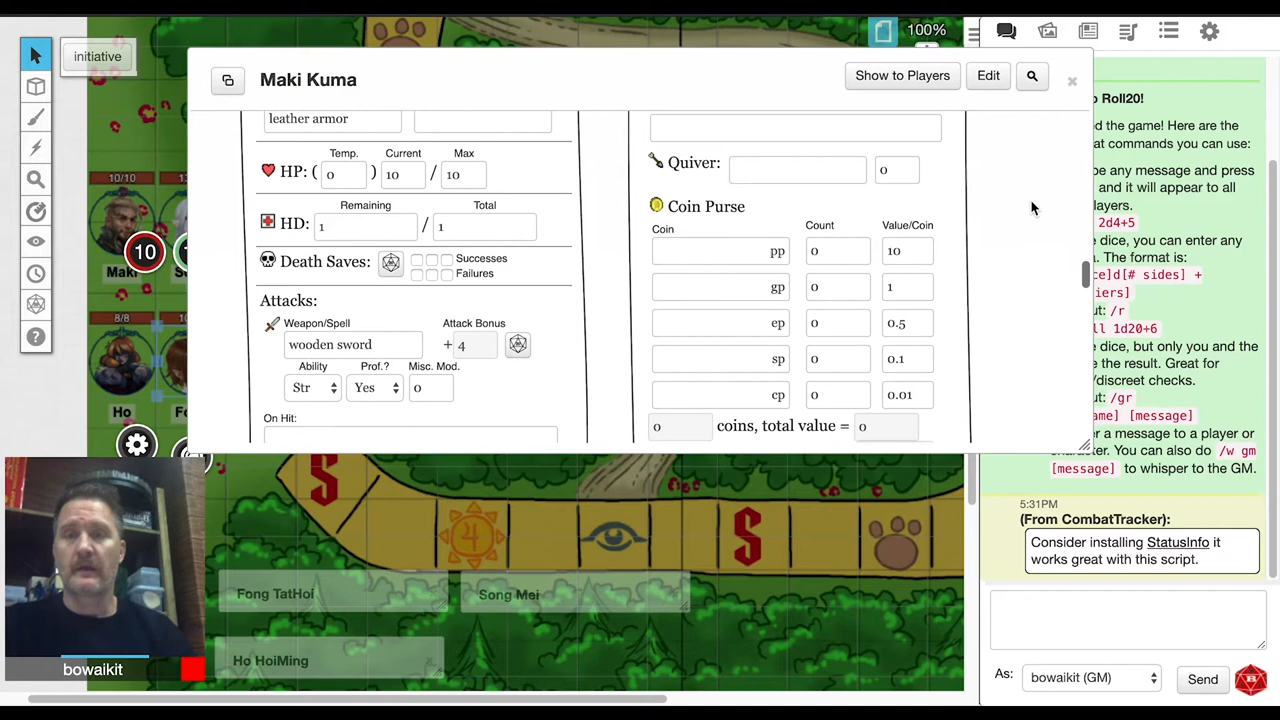 100%
initiative
Maki Kuma
Show to Players
Edit
leather armor
Temp. Current Max
HP: ( 0 ) 10 / 10
Remaining Total
HD: 1 / 1
Death Saves: Successes
Failures
Attacks:
Weapon/Spell Attack Bonus
wooden sword + 4
Ability Prof.? Misc. Mod.
Str Yes 0
On Hit:
Quiver: 0
Coin Purse
Coin Count Value/Coin
pp 0 10
gp 0 1
ep 0 0.5
sp 0 0.1
cp 0 0.01
0 coins, total value = 0
10/10
10
Maki
8/8
Ho
S
S
Fong TatHoi
Song Mei
Ho HoiMing
bowaikit
o Roll20!
ed the game! Here are the
at commands you can use:
pe any message and press
and it will appear to all
layers.
2d4+5
e dice, you can enter any
a. The format is:
ce]d[# sides] +
iers]
ut: /r
ll 1d20+6
e dice, but only you and the
e the result. Great for
/discreet checks.
ut: /gr
ame] [message]
er a message to a player or
character. You can also do /w gm
[message] to whisper to the GM.
5:31PM
(From CombatTracker):
Consider installing StatusInfo it
works great with this script.
As: bowaikit (GM)
Send